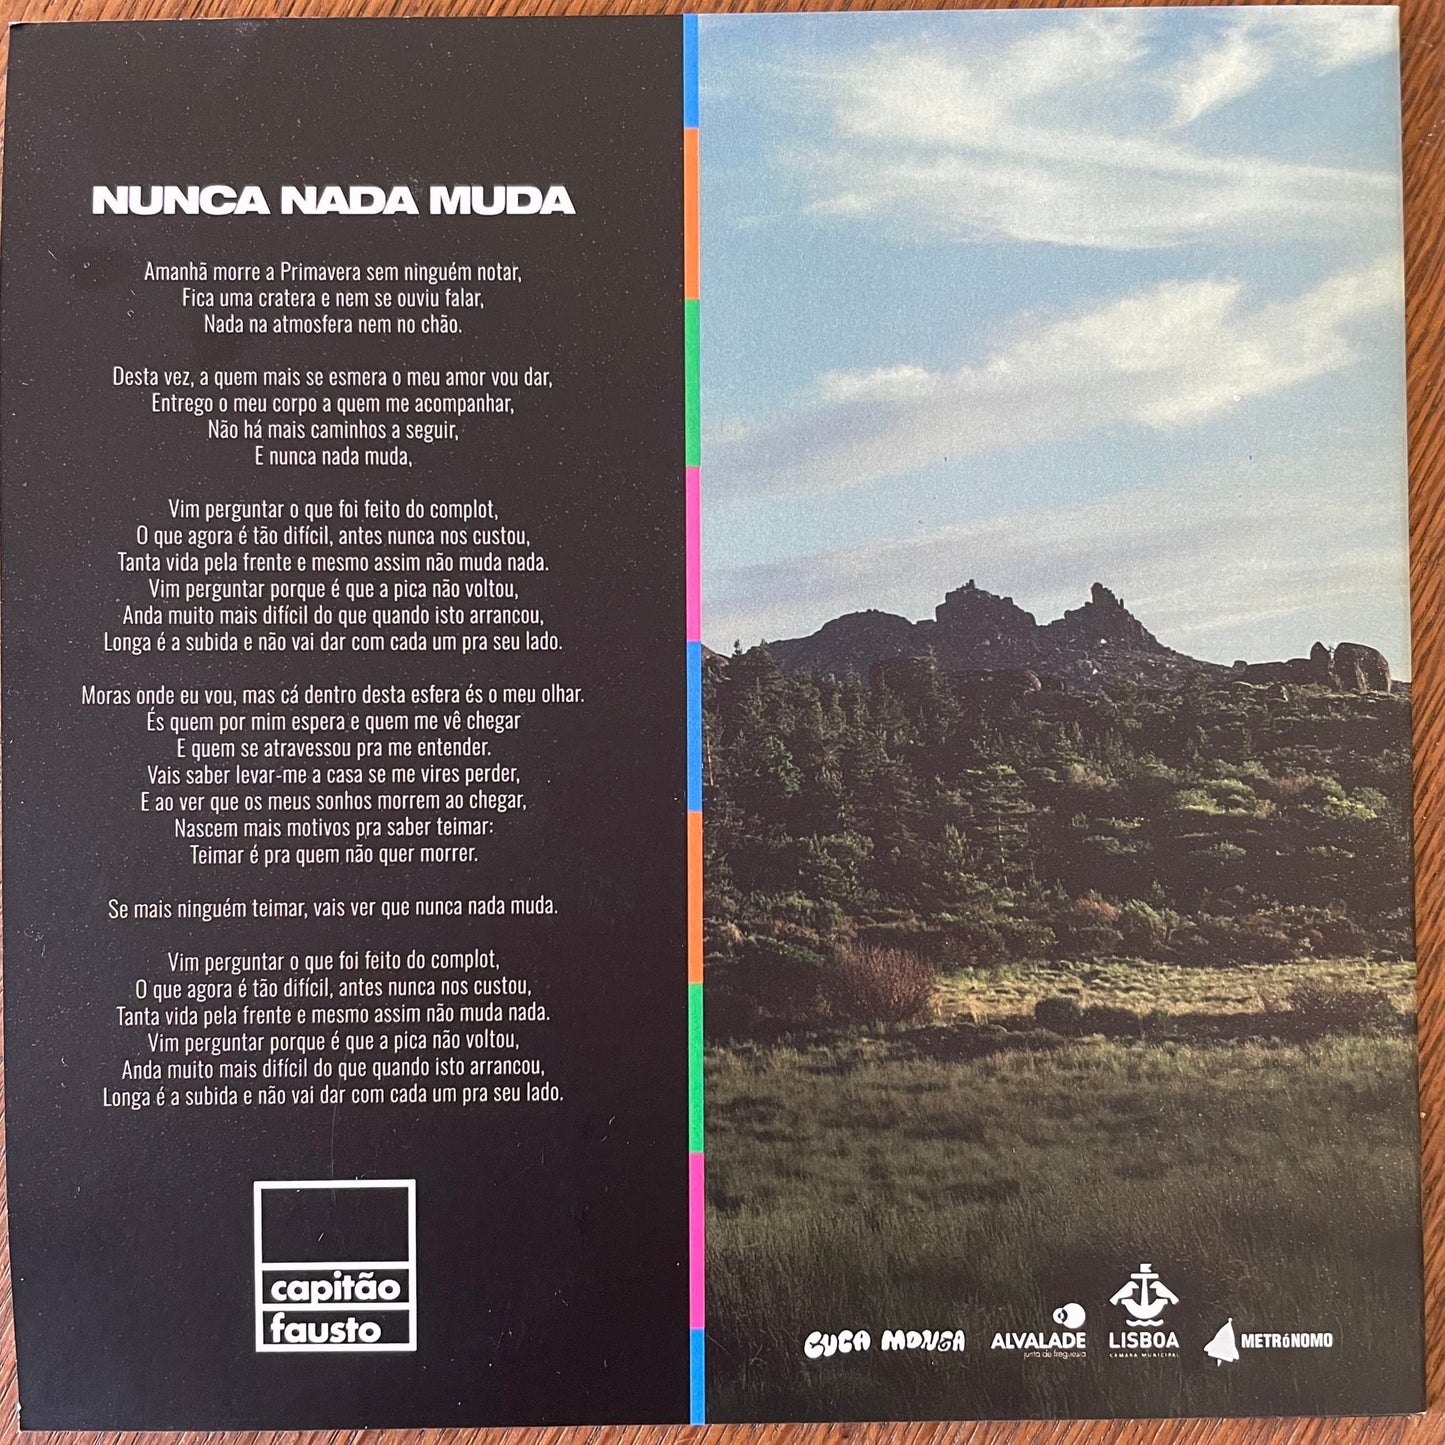 NUNCA NADA MUDA
Amanhã morre a Primavera sem ninguém notar,
Fica uma cratera e nem se ouviu falar,
Nada na atmosfera nem no chão.
Desta vez, a quem mais se esmera o meu amor vou dar,
Entrego o meu corpo a quem me acompanhar,
Não há mais caminhos a seguir,
E nunca nada muda,
Vim perguntar o que foi feito do complot,
O que agora é tão difícil, antes nunca nos custou,
Tanta vida pela frente e mesmo assim não muda nada.
Vim perguntar porque é que a pica não voltou,
Anda muito mais difícil do que quando isto arrancou,
Longa é a subida e não vai dar com cada um pra seu lado.
Moras onde eu vou, mas cá dentro desta esfera és o meu olhar.
És quem por mim espera e quem me vê chegar
E quem se atravessou pra me entender.
Vais saber levar-me a casa se me vires perder,
E ao ver que os meus sonhos morrem ao chegar,
Nascem mais motivos pra saber teimar:
Teimar é pra quem não quer morrer.
Se mais ninguém teimar, vais ver que nunca nada muda.
Vim perguntar o que foi feito do complot,
O que agora é tão difícil, antes nunca nos custou,
Tanta vida pela frente e mesmo assim não muda nada.
Vim perguntar porque é que a pica não voltou,
Anda muito mais difícil do que quando isto arrancou,
Longa é a subida e não vai dar com cada um pra seu lado.
capitão
fausto
CUCA MONGA
ALVALADE
junta de freguesia
LISBOA
CÂMARA MUNICIPAL
METRóNOMO